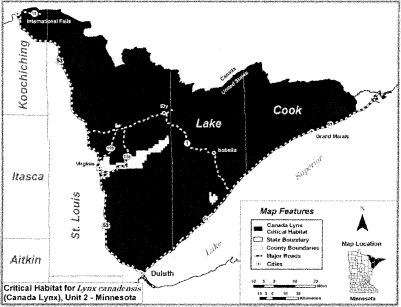 International Falls
Koochiching
Canada
United States
Ely
Lake
Cook
Isabella
Grand Marais
Virginia
Superior
Itasca
St. Louis
Lake
Aitkin
Duluth
Critical Habitat for Lynx canadensis
(Canada Lynx), Unit 2 - Minnesota
Map Features
Canada Lynx
Critical Habitat
State Boundary
County Boundaries
Major Roads
Cities
N
Map Location
Minnesota